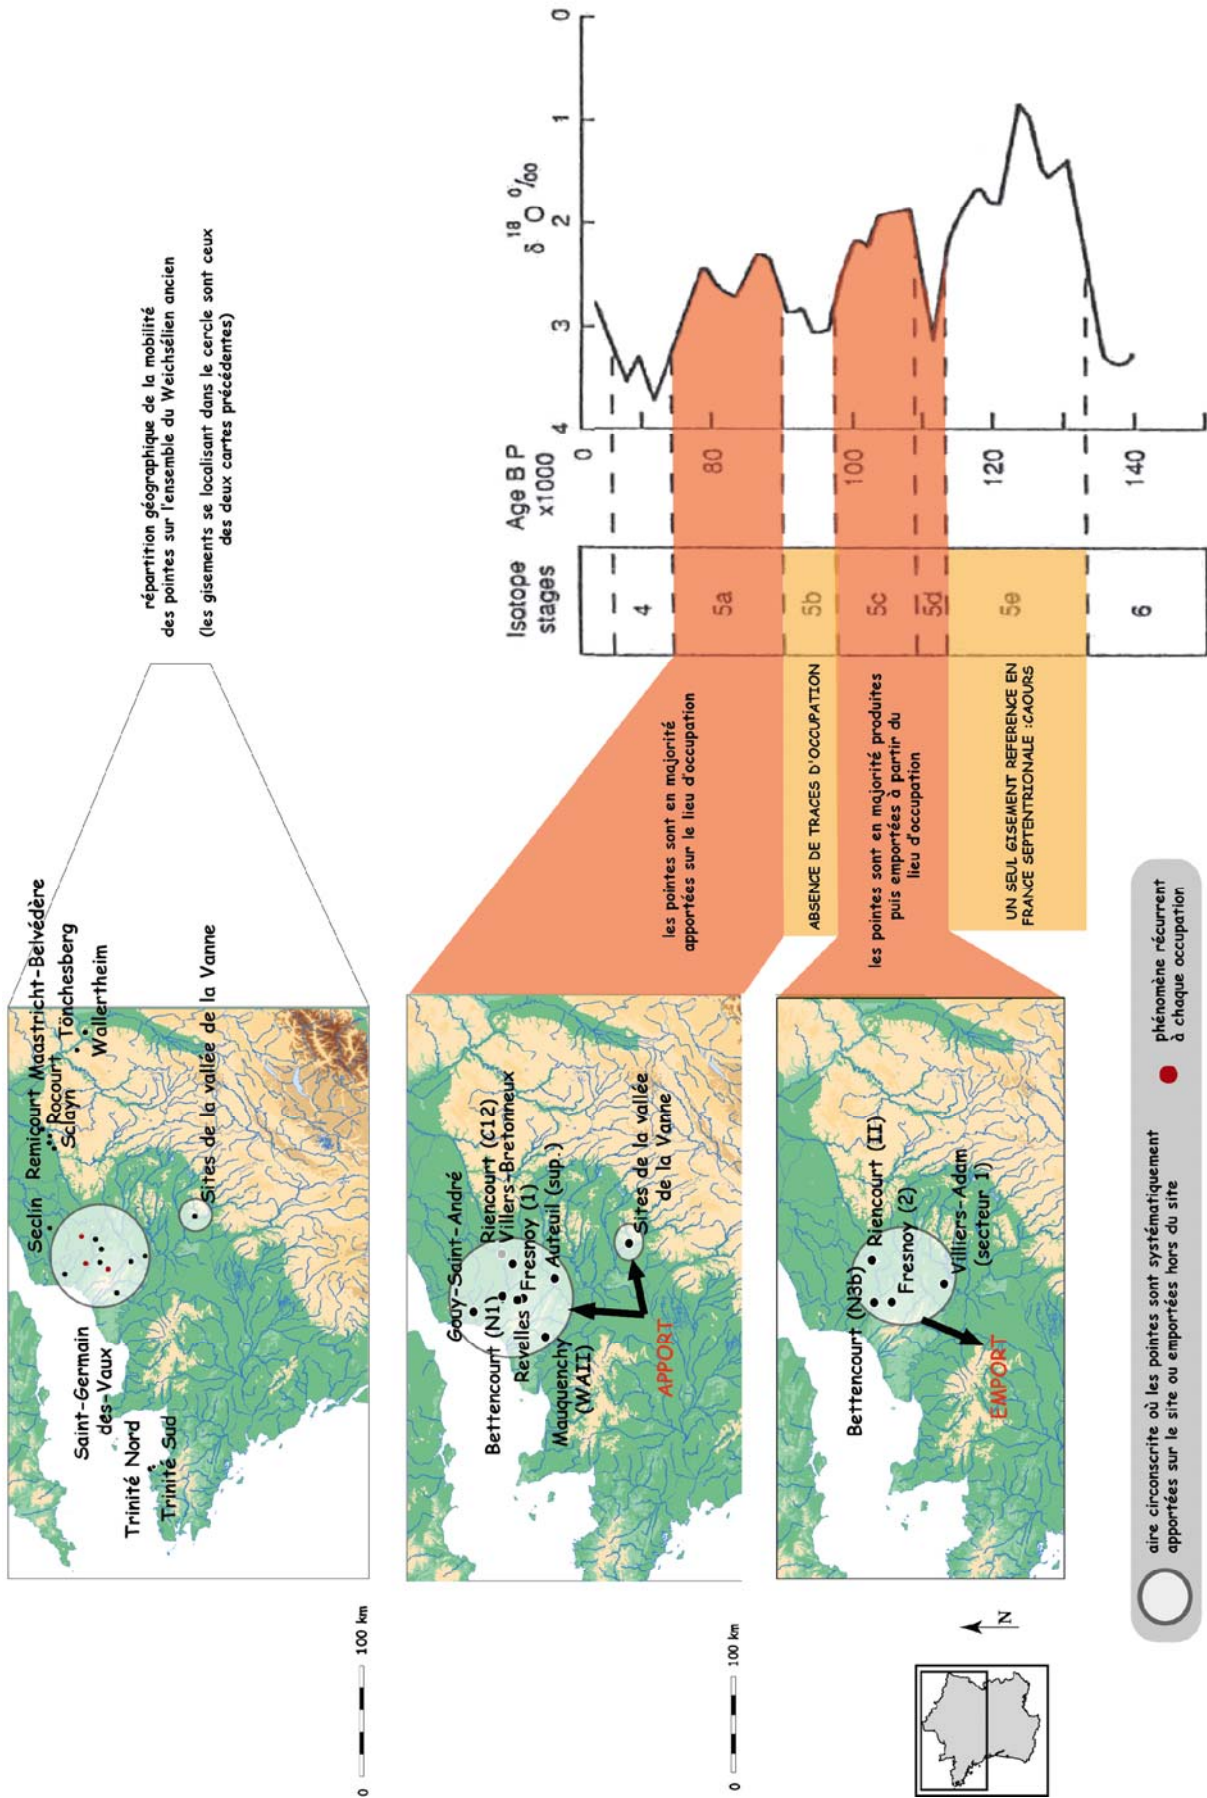 Seclin
Remicourt
Maastricht-Belvédère
Rocourt
Sclayn
Tönchesberg
Wallertheim
Saint-Germain
des-Vaux
Trinité Nord
Trinité Sud
Sites de la vallée de la Vanne
répartition géographique de la mobilité
des pointes sur l'ensemble du Weichsélien ancien
(les gisements se localisant dans le cercle sont ceux
des deux cartes précédentes)
0 100 km
Gouy-Saint-André
Bettencourt (N1)
Riencourt (C12)
Villers-Bretonneux
Revelles
Fresnoy (1)
Auteuil (sup.)
Mauquenchy
(WAII)
Sites de la vallée
de la Vanne
APPORT
0 100 km
les pointes sont en majorité
apportées sur le lieu d'occupation
ABSENCE DE TRACES D'OCCUPATION
les pointes sont en majorité produites
puis emportées à partir du
lieu d'occupation
UN SEUL GISEMENT REFERENCE EN
FRANCE SEPTENTRIONALE :CAOURS
Bettencourt (N3b)
Riencourt (II)
Fresnoy (2)
Villiers-Adam
(secteur 1)
EMPORT
N
Isotope
stages
4
5a
5b
5c
5d
5e
6
Age B P
x1000
0
80
100
120
140
δ 18 O 0/00
4 3 2 1 0
aire circonscrite où les pointes sont systématiquement
apportées sur le site ou emportées hors du site
phénomène récurrent
à chaque occupation